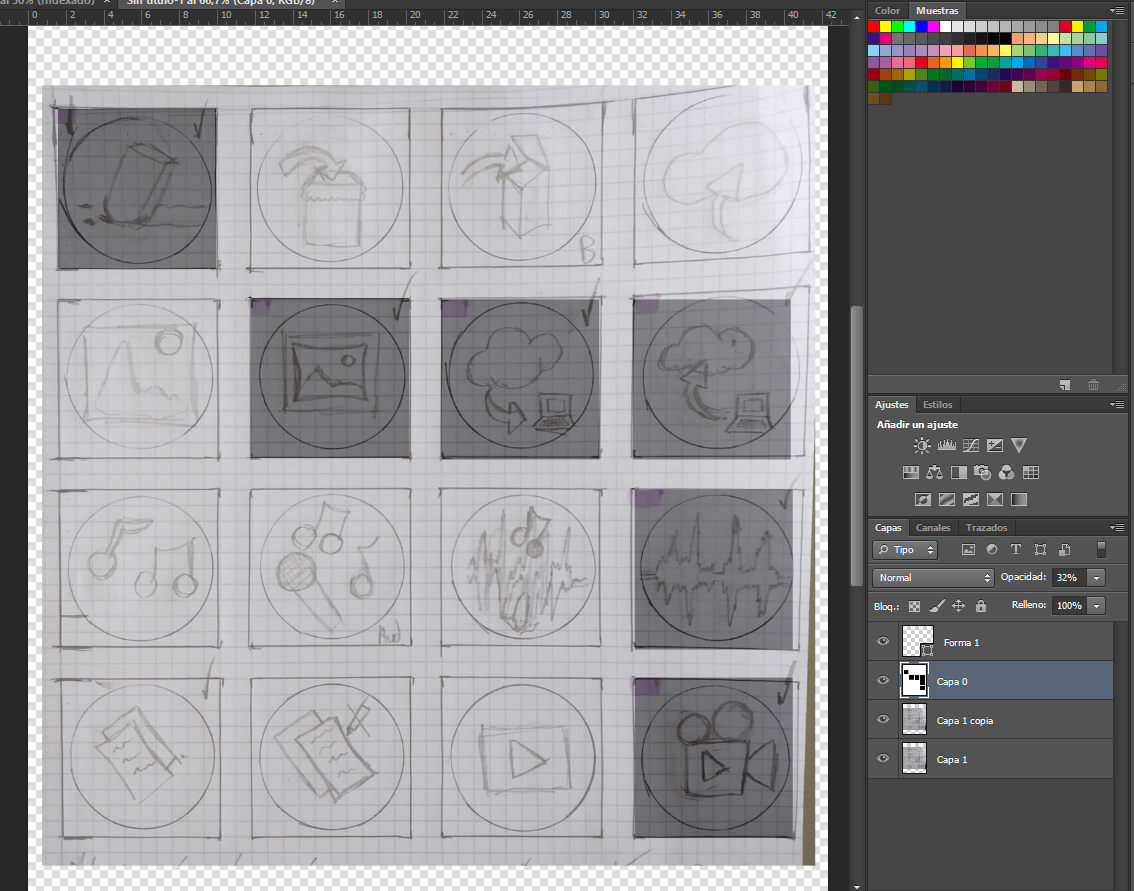 al 50% (Indexado) ×
Sin título-1 al 66,7% (Capa 0, RGB/8) ×
0 2 4 6 8 10 12 14 16 18 20 22 24 26 28 30 32 34 36 38 40 42
Color Muestras
B
Ajustes Estilos
Añadir un ajuste
Capas Canales Trazados
Tipo
Normal Opacidad: 32%
Bloq.: Relleno: 100%
Forma 1
Capa 0
Capa 1 copia
Capa 1